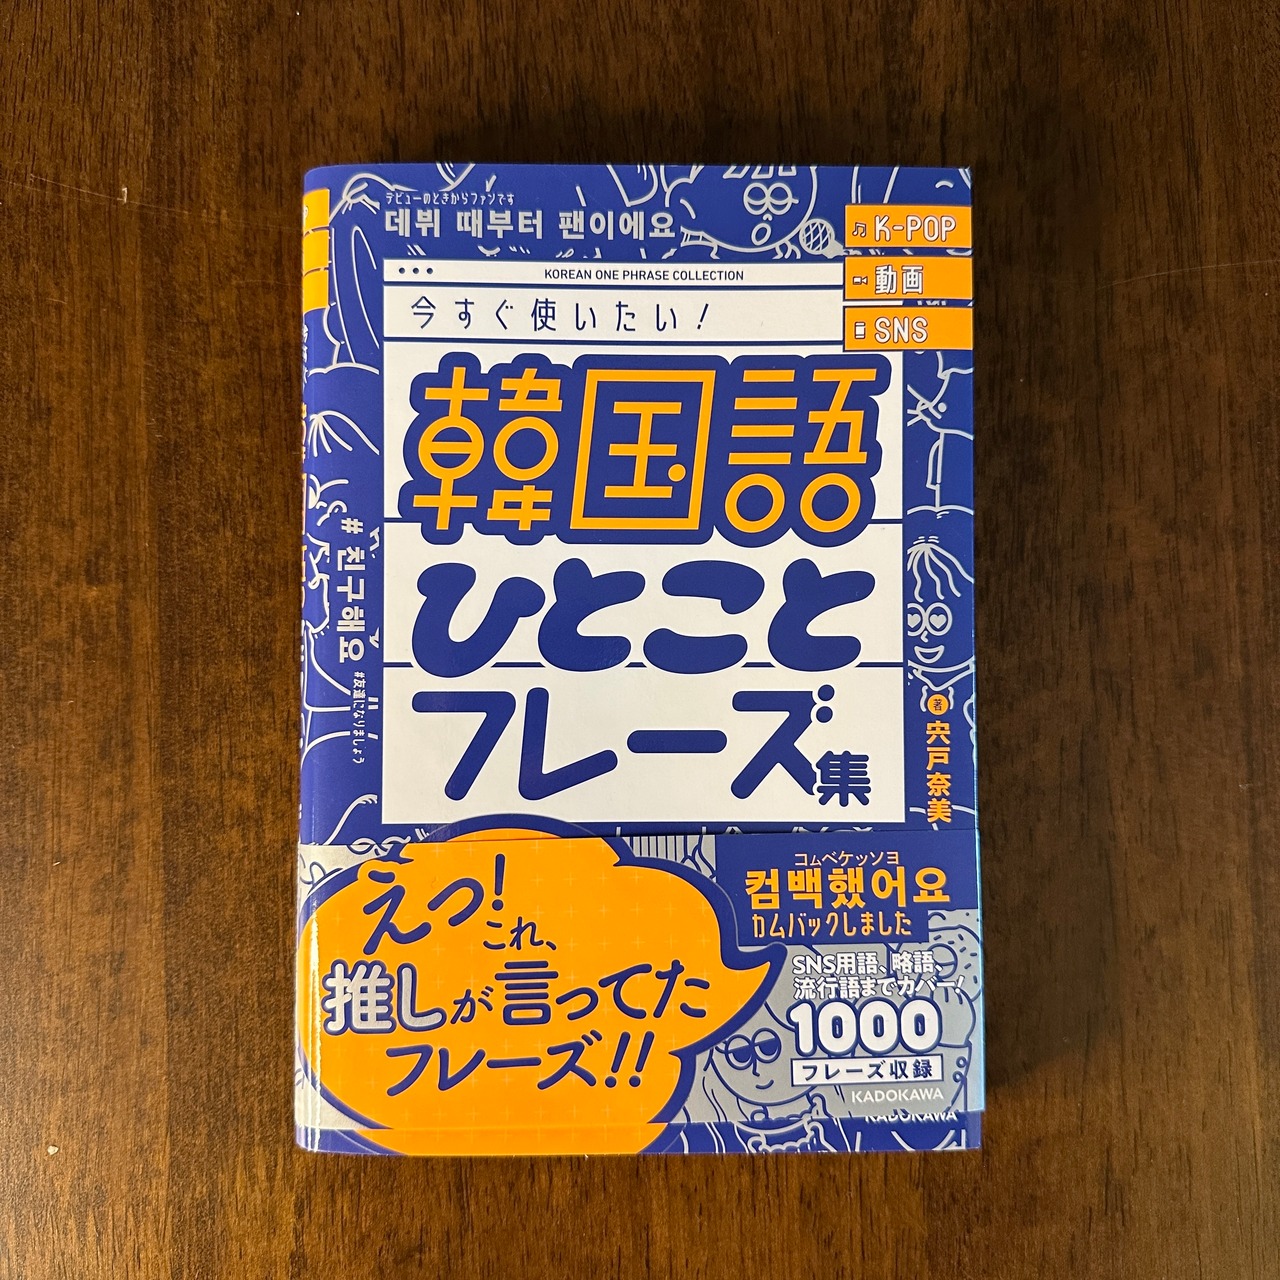 デビューのときからファンです
데뷔 때부터 팬이에요
K-POP
動画
SNS
KOREAN ONE PHRASE COLLECTION
今すぐ使いたい!
韓国語
ひとこと
フレーズ集
#친구해요
#友達になりましょう
著 宍戸奈美
えっ!
これ、
推しが言ってた
フレーズ!!
コムベケッソヨ
컴백했어요
カムバックしました
SNS用語、略語、
流行語までカバー!
1000
フレーズ収録
KADOKAWA
KADOKAWA